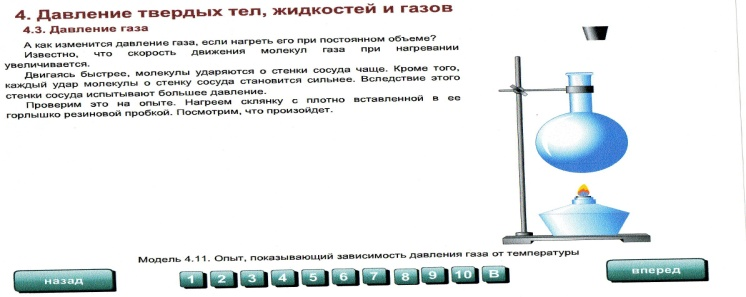 4. Давление твердых тел, жидкостей и газов
4.3. Давление газа
А как изменится давление газа, если нагреть его при постоянном объеме?
Известно, что скорость движения молекул газа при нагревании
увеличивается.
Двигаясь быстрее, молекулы ударяются о стенки сосуда чаще. Кроме того,
каждый удар молекулы о стенку сосуда становится сильнее. Вследствие этого
стенки сосуда испытывают большее давление.
Проверим это на опыте. Нагреем склянку с плотно вставленной в ее
горлышко резиновой пробкой. Посмотрим, что произойдет.
Модель 4.11. Опыт, показывающий зависимость давления газа от температуры
назад 1 2 3 4 5 6 7 8 9 10 В вперед